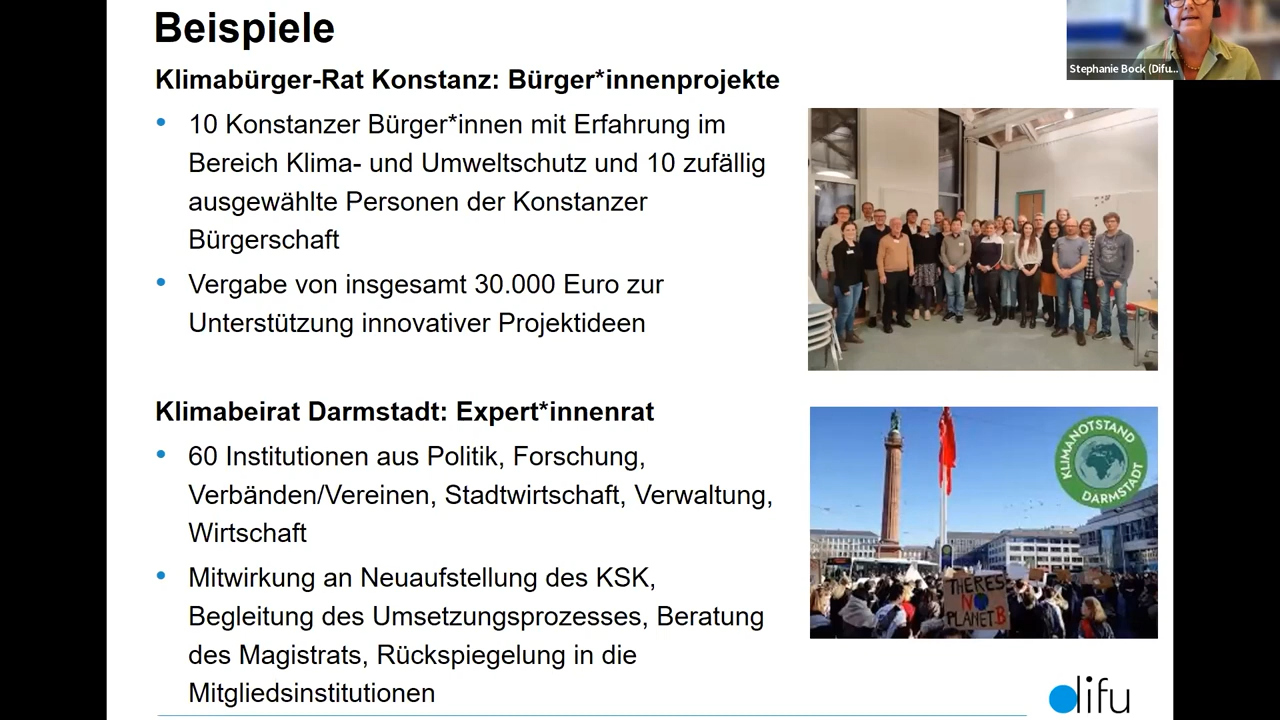 Beispiele
Stephanie Bock (Difu...
Klimabürger-Rat Konstanz: Bürger*innenprojekte
10 Konstanzer Bürger*innen mit Erfahrung im
Bereich Klima- und Umweltschutz und 10 zufällig
ausgewählte Personen der Konstanzer
Bürgerschaft
Vergabe von insgesamt 30.000 Euro zur
Unterstützung innovativer Projektideen
Klimabeirat Darmstadt: Expert*innenrat
60 Institutionen aus Politik, Forschung,
Verbänden/Vereinen, Stadtwirtschaft, Verwaltung,
Wirtschaft
Mitwirkung an Neuaufstellung des KSK,
Begleitung des Umsetzungsprozesses, Beratung
des Magistrats, Rückspiegelung in die
Mitgliedsinstitutionen
KLIMANOTSTAND
DARMSTADT
THERES
NO
PLANET B
difu